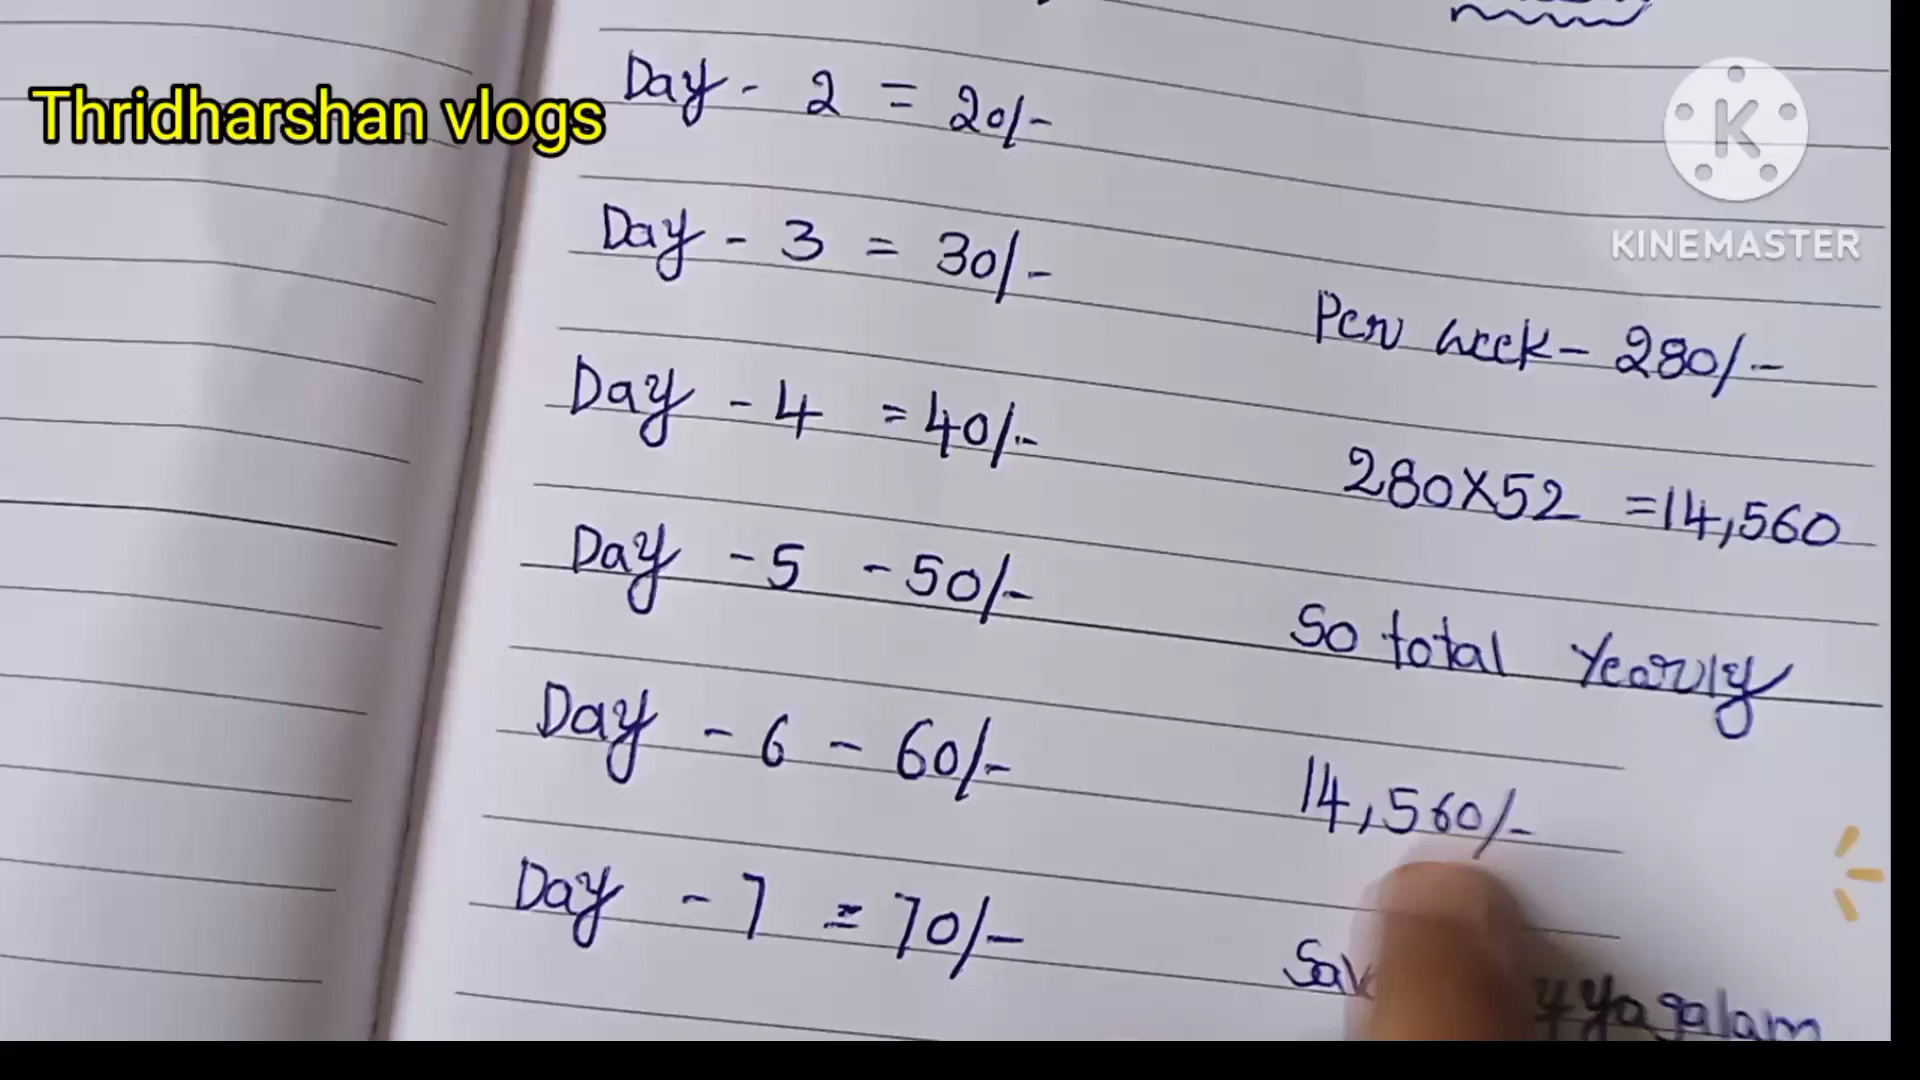 Thridharshan vlogs
KINEMASTER
Day - 2 = 20/-
Day - 3 = 30/-
Day - 4 = 40/-
Day - 5 - 50/-
Day - 6 - 60/-
Day - 7 = 70/-
Per week - 280/-
280X52 = 14,560
So total Yearly
14,560/-